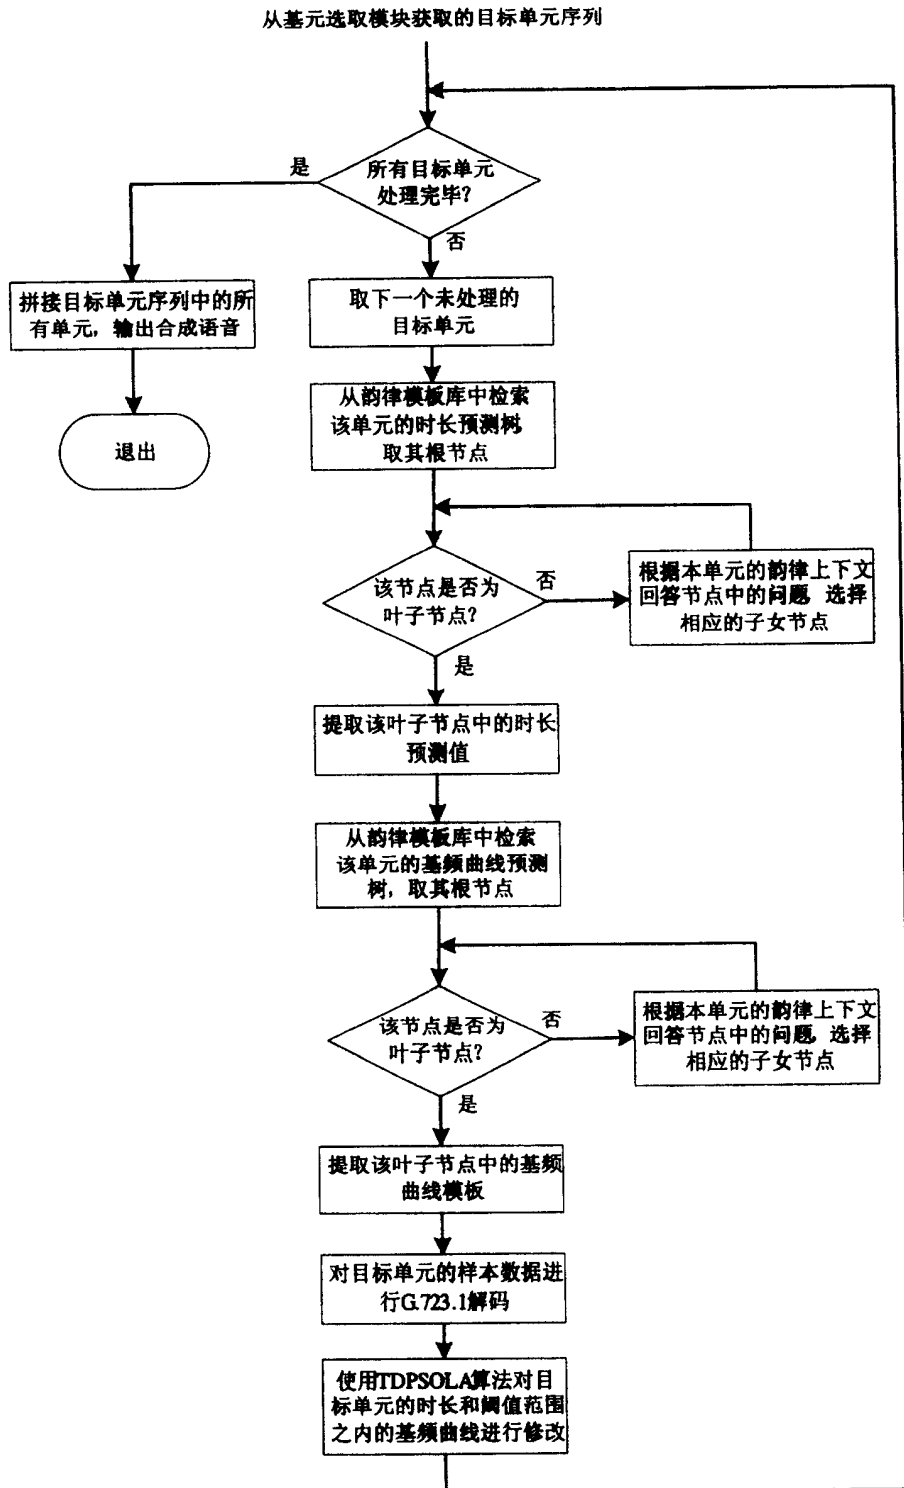 从基元选取模块获取的目标单元序列
是
所有目标单元
处理完毕?
否
拼接目标单元序列中的所
有单元, 输出合成语音
取下一个未处理的
目标单元
从韵律模板库中检索
该单元的时长预测树,
取其根节点
退出
该节点是否为
叶子节点?
否
根据本单元的韵律上下文
回答节点中的问题, 选择
相应的子女节点
是
提取该叶子节点中的时长
预测值
从韵律模板库中检索
该单元的基频曲线预测
树, 取其根节点
该节点是否为
叶子节点?
否
根据本单元的韵律上下文
回答节点中的问题, 选择
相应的子女节点
是
提取该叶子节点中的基频
曲线模板
对目标单元的样本数据进
行G.723.1解码
使用TDPSOLA算法对目
标单元的时长和阈值范围
之内的基频曲线进行修改